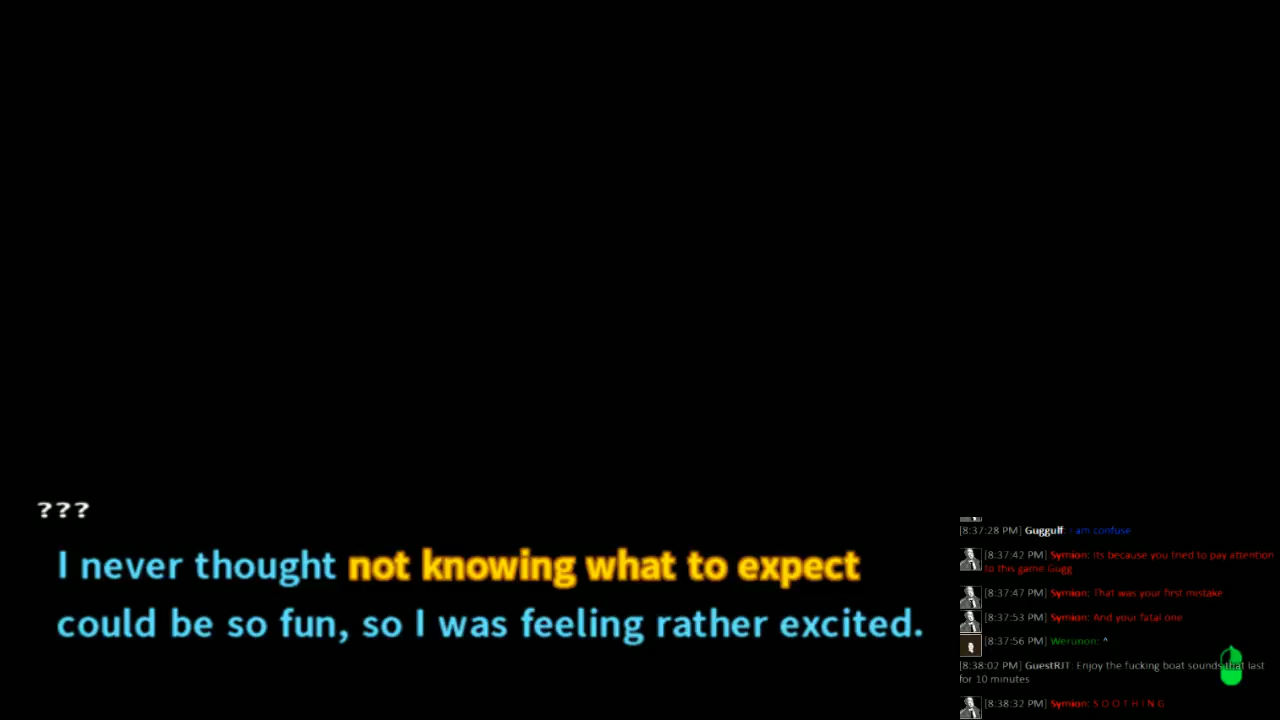 ???
I never thought not knowing what to expect
could be so fun, so I was feeling rather excited.
[8:37:28 PM] Guggulf: i am confuse
[8:37:42 PM] Symion: Its because you tried to pay attention
to this game Gugg
[8:37:47 PM] Symion: That was your first mistake
[8:37:53 PM] Symion: And your fatal one
[8:37:56 PM] Werunon: ^
[8:38:02 PM] GuestRJT: Enjoy the fucking boat sounds that last
for 10 minutes
[8:38:32 PM] Symion: S O O T H I N G